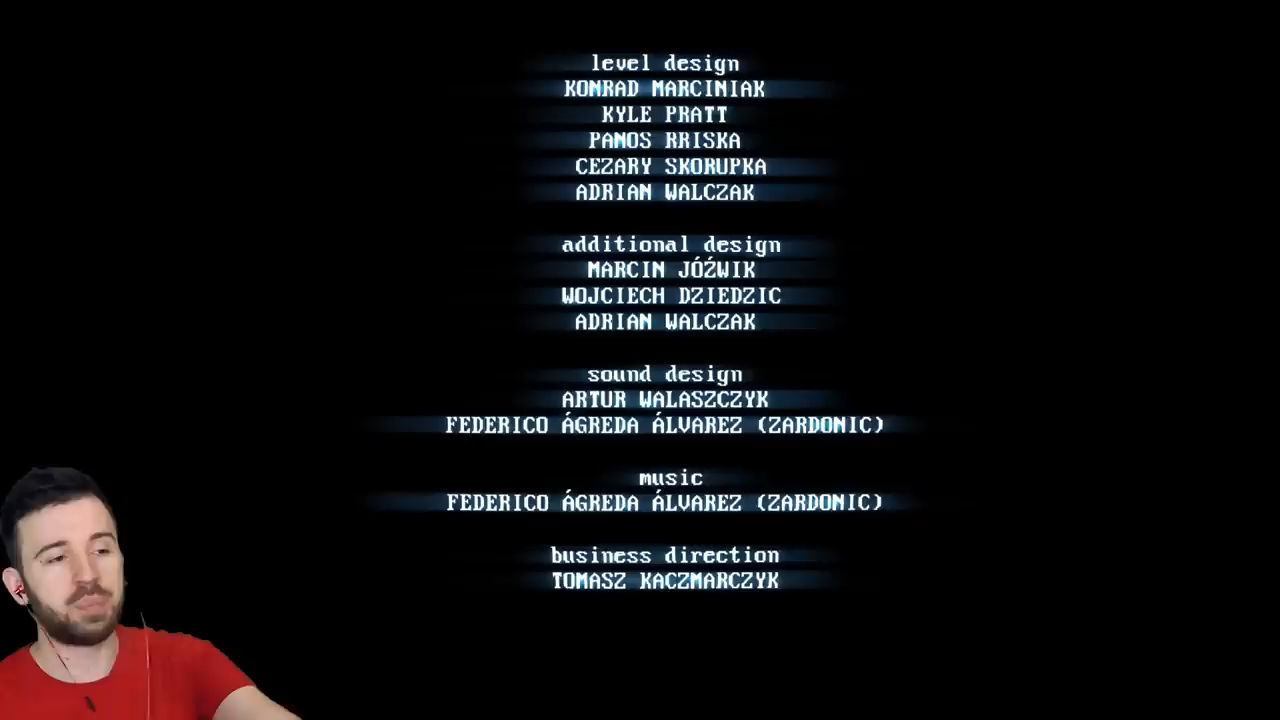 level design
KONRAD MARCINIAK
KYLE PRATT
PANOS RRISKA
CEZARY SKORUPKA
ADRIAN WALCZAK
additional design
MARCIN JÓŹWIK
WOJCIECH DZIEDZIC
ADRIAN WALCZAK
sound design
ARTUR WALASZCZYK
FEDERICO ÁGREDA ÁLVAREZ (ZARDONIC)
music
FEDERICO ÁGREDA ÁLVAREZ (ZARDONIC)
business direction
TOMASZ KACZMARCZYK